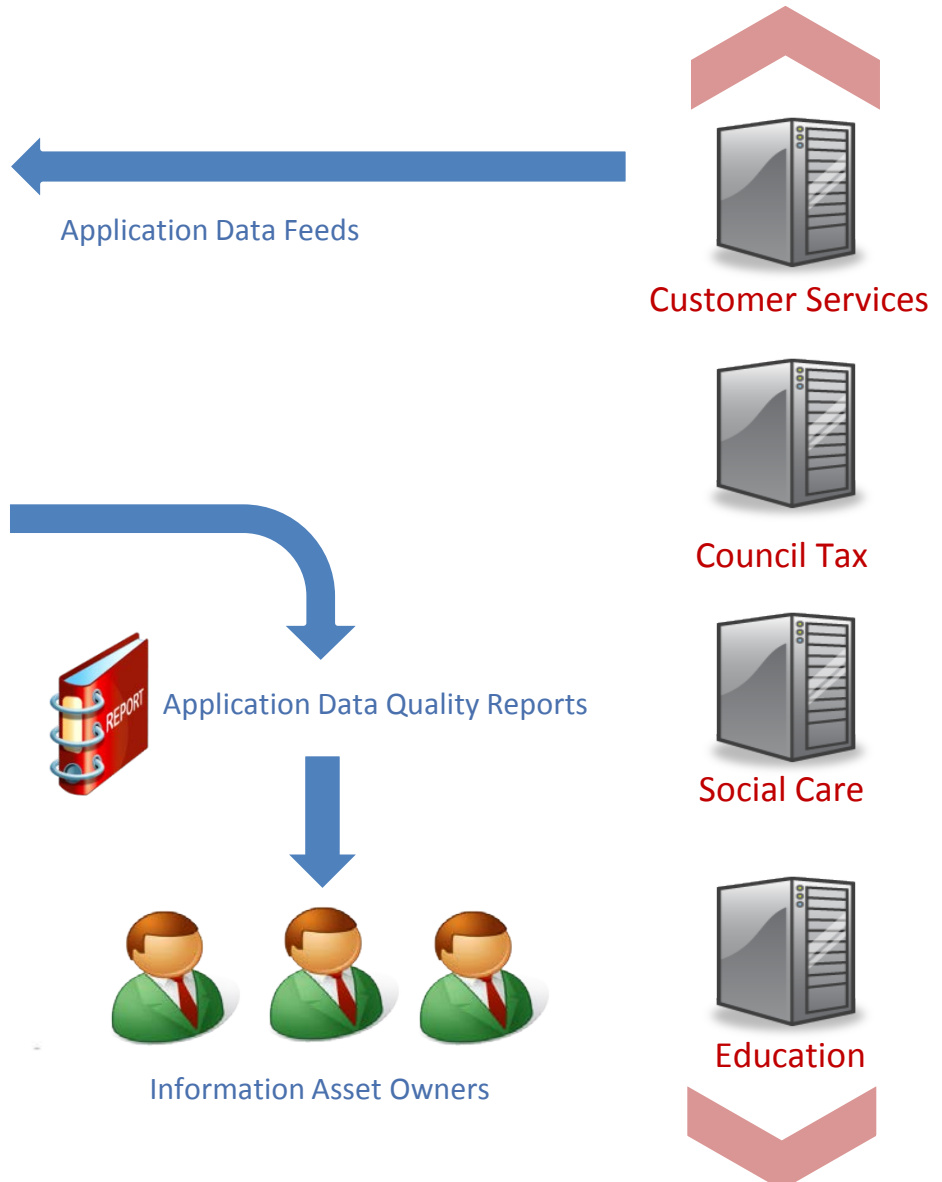 Application Data Feeds
Customer Services
Council Tax
REPORT
Application Data Quality Reports
Social Care
Information Asset Owners
Education